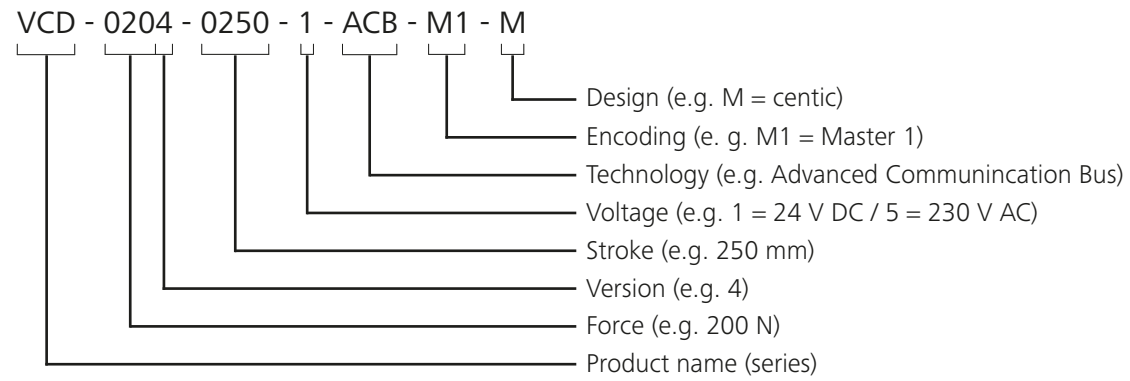 VCD - 0204 - 0250 - 1 - ACB - M1 - M
Design (e.g. M = centic)
Encoding (e. g. M1 = Master 1)
Technology (e.g. Advanced Communincation Bus)
Voltage (e.g. 1 = 24 V DC / 5 = 230 V AC)
Stroke (e.g. 250 mm)
Version (e.g. 4)
Force (e.g. 200 N)
Product name (series)